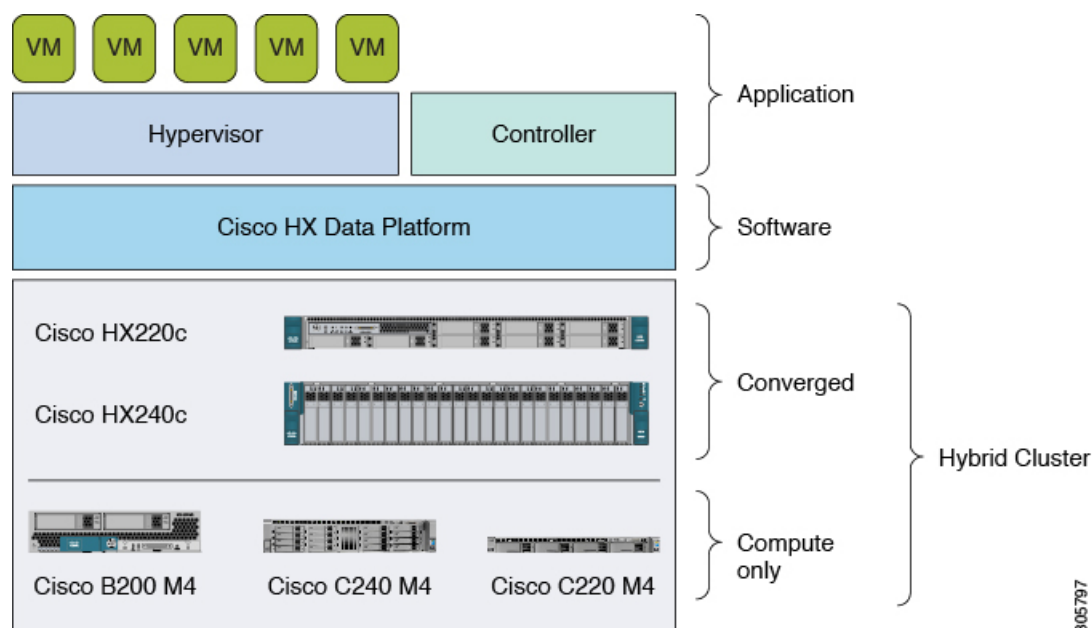 VM VM VM VM VM
Application
Hypervisor Controller
Cisco HX Data Platform Software
Cisco HX220c
Converged
Cisco HX240c
Hybrid Cluster
Compute
only
Cisco B200 M4 Cisco C240 M4 Cisco C220 M4